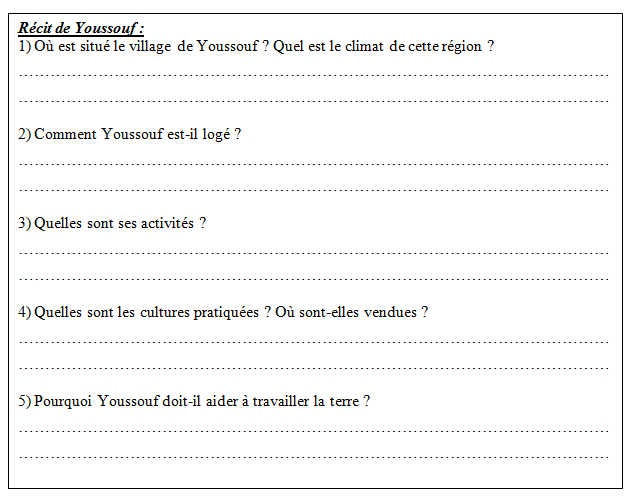 Récit de Youssouf :
1) Où est situé le village de Youssouf ? Quel est le climat de cette région ?
…………………………………………………………………………………………………
…………………………………………………………………………………………………
2) Comment Youssouf est-il logé ?
…………………………………………………………………………………………………
…………………………………………………………………………………………………
3) Quelles sont ses activités ?
…………………………………………………………………………………………………
…………………………………………………………………………………………………
4) Quelles sont les cultures pratiquées ? Où sont-elles vendues ?
…………………………………………………………………………………………………
…………………………………………………………………………………………………
5) Pourquoi Youssouf doit-il aider à travailler la terre ?
…………………………………………………………………………………………………
…………………………………………………………………………………………………